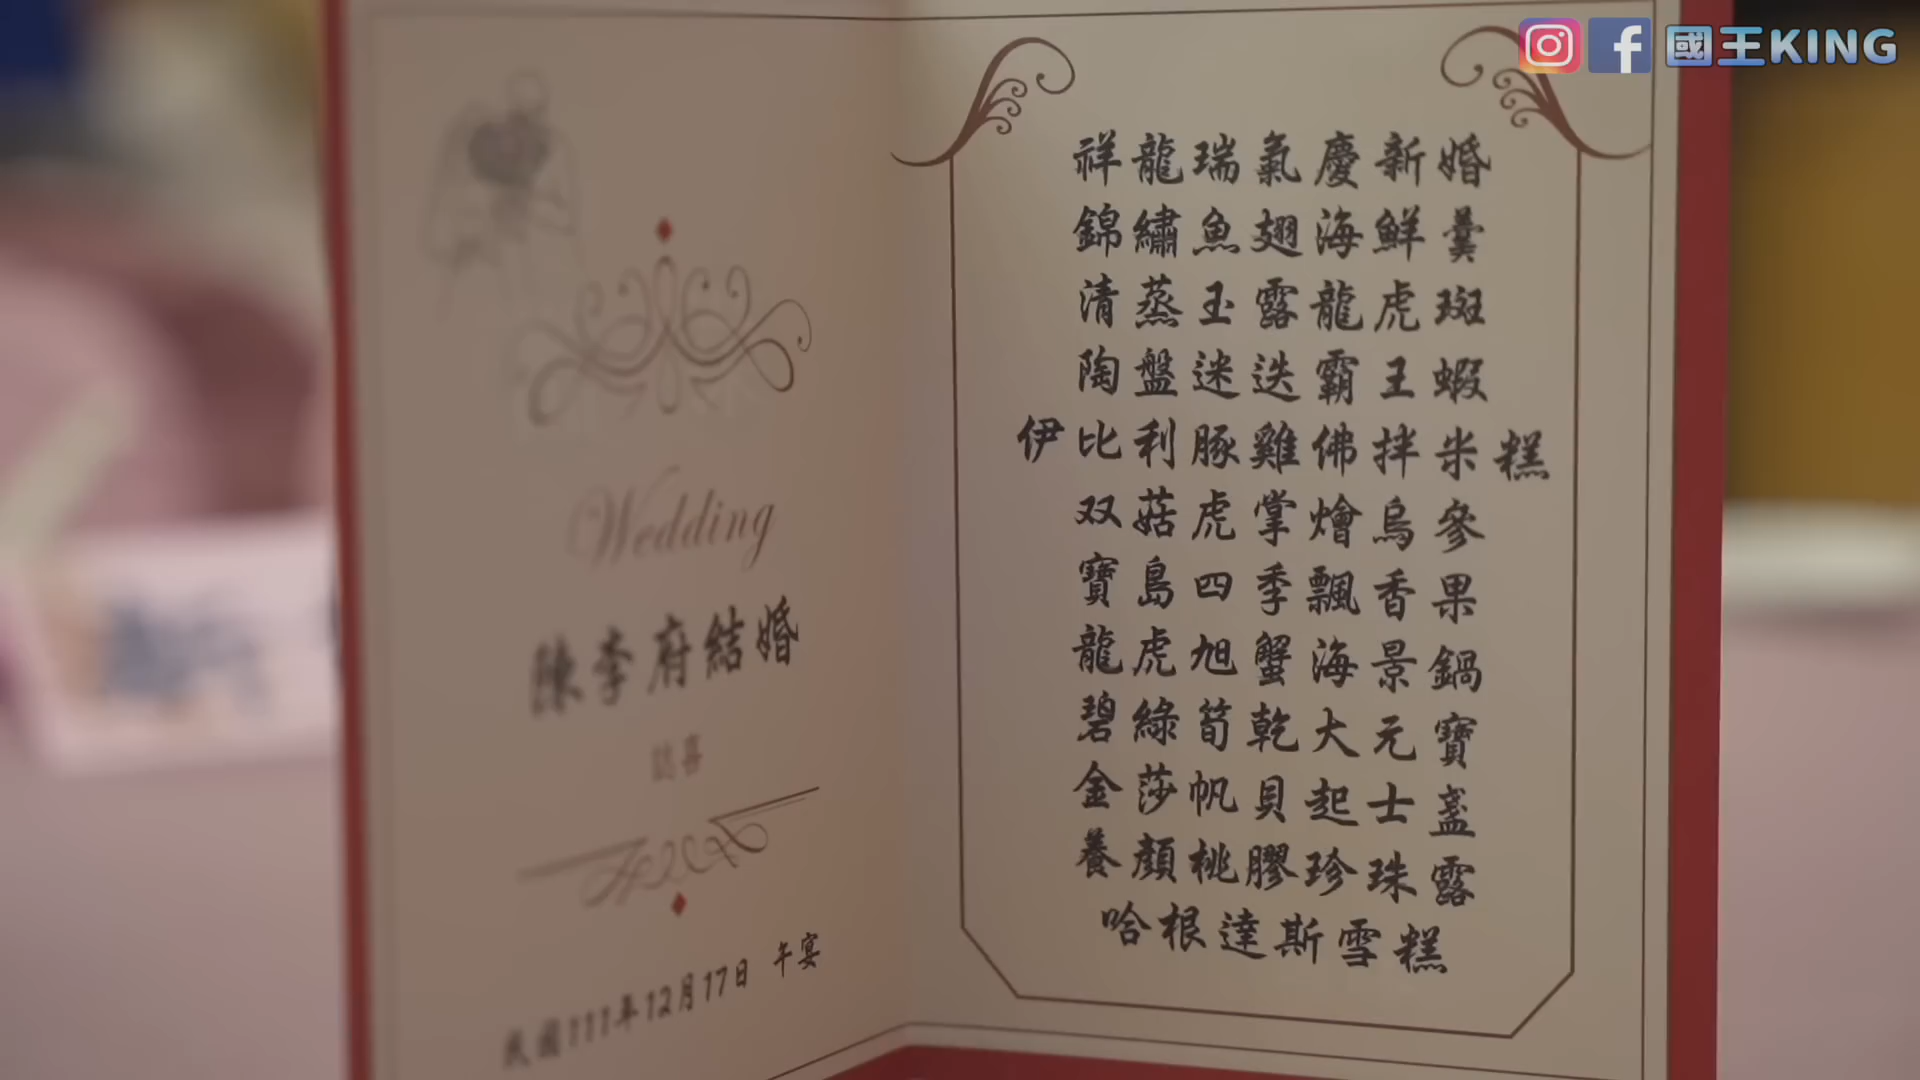 國王KING
Wedding
陳李府結婚
誌喜
民國111年12月17日 午宴
祥龍瑞氣慶新婚
錦繡魚翅海鮮羹
清蒸玉露龍虎斑
陶盤迷迭霸王蝦
伊比利豚雞佛拌米糕
双菇虎掌燴烏參
寶島四季飄香果
龍虎旭蟹海景鍋
碧綠筍乾大元寶
金莎帆貝起士盞
養顏桃膠珍珠露
哈根達斯雪糕